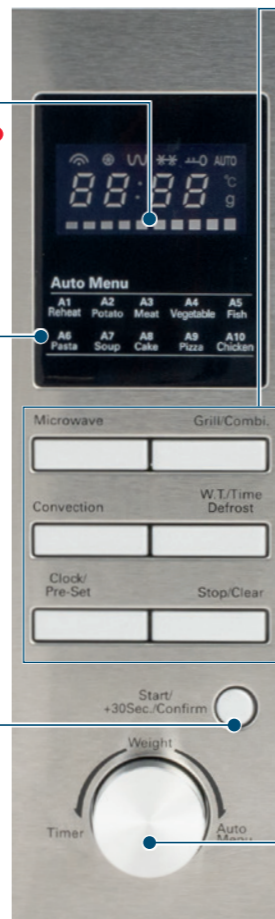 AUTO
88:88 °C
g
Auto Menu
A1 A2 A3 A4 A5
Reheat Potato Meat Vegetable Fish
A6 A7 A8 A9 A10
Pasta Soup Cake Pizza Chicken
Microwave Grill/Combi.
Convection W.T./Time
Defrost
Clock/
Pre-Set Stop/Clear
Start/
+30Sec./Confirm
Weight
Timer Auto
Menu